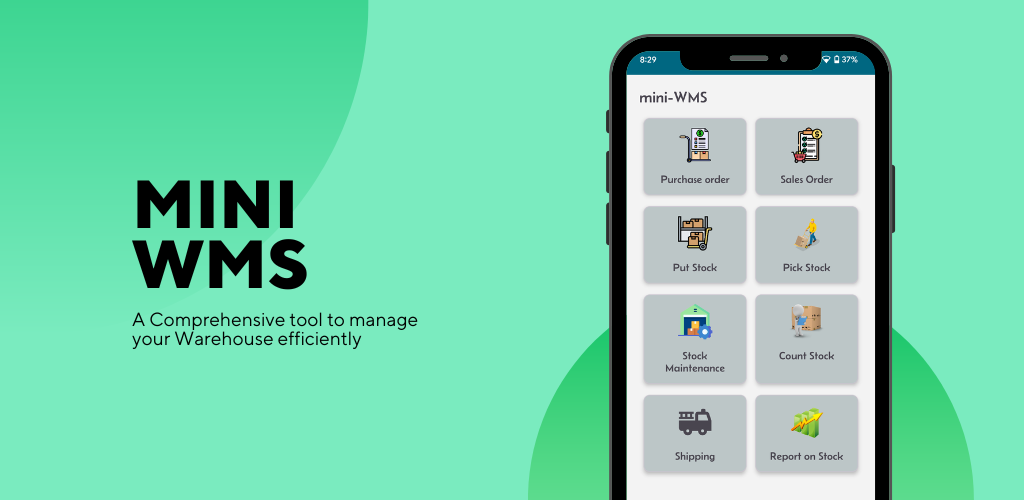 MINI
WMS
A Comprehensive tool to manage
your Warehouse efficiently
8:29
37%
mini-WMS
Purchase order
Sales Order
Put Stock
Pick Stock
Stock
Maintenance
Count Stock
Shipping
Report on Stock